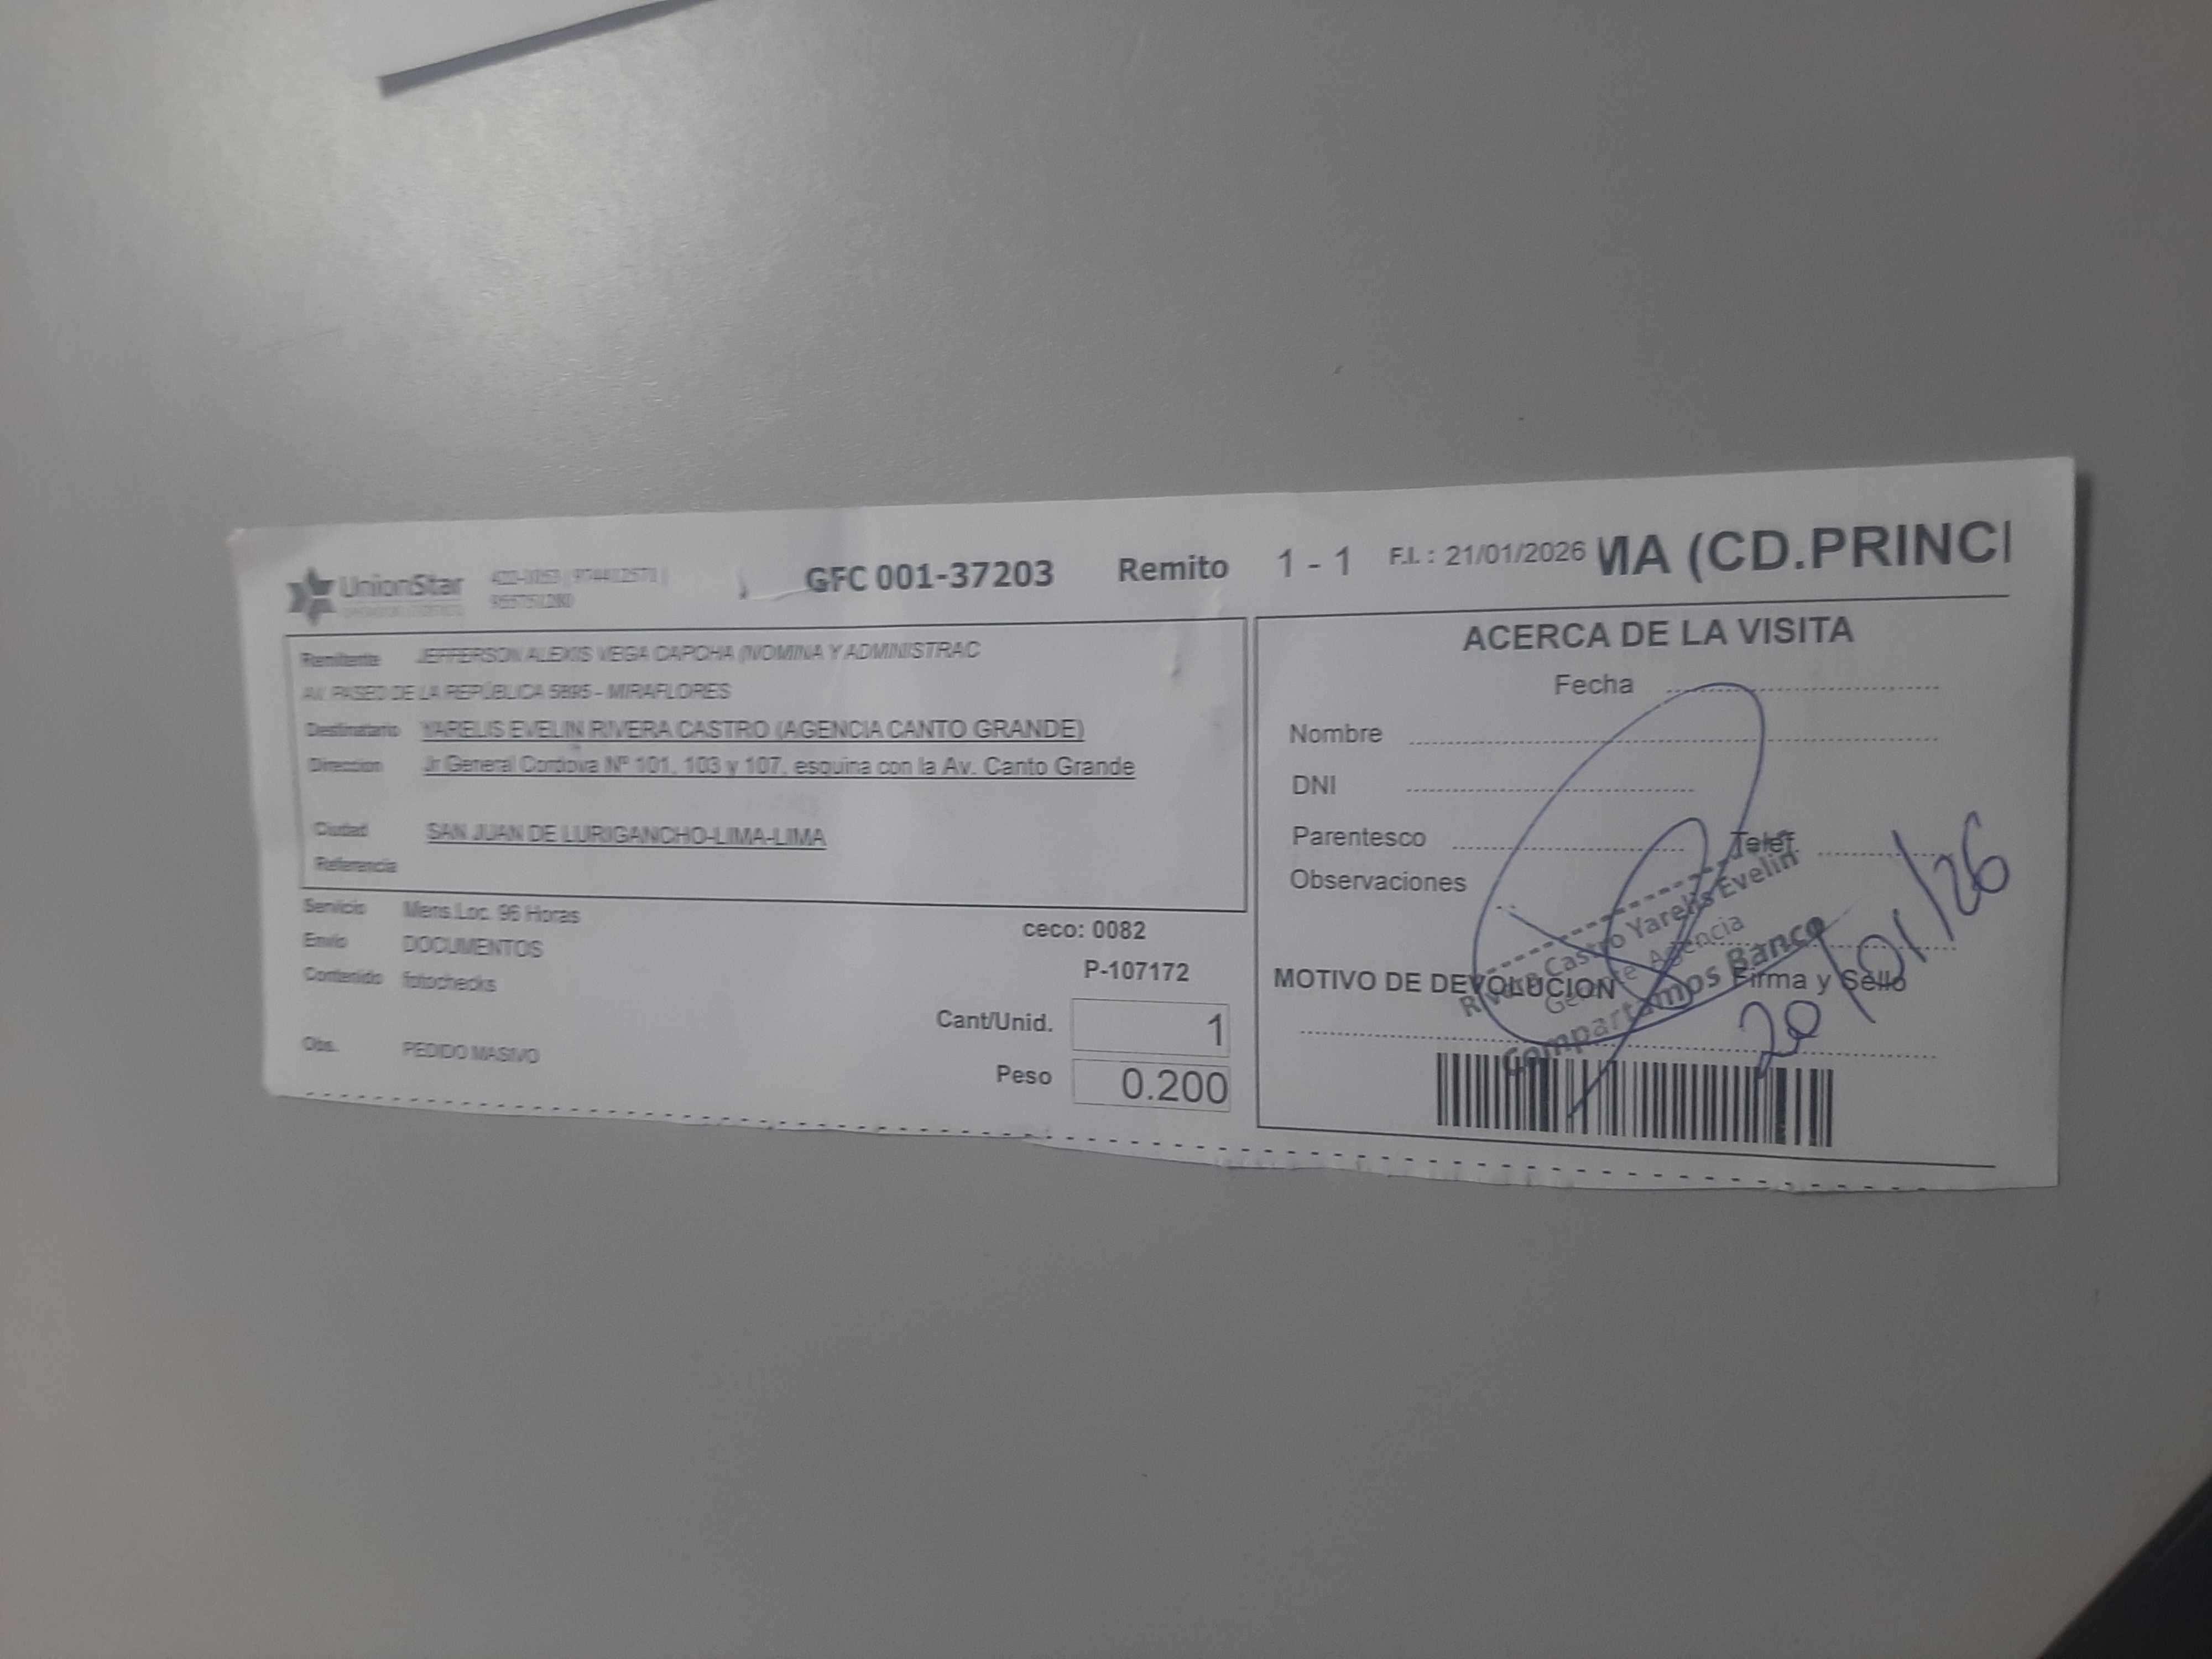 UnionStar
GFC 001-37203 Remito 1 - 1 F.I. : 21/01/2026 MA (CD.PRINCI
Remitente JEFFERSON ALEXIS VEGA CAPCHA (NOMINA Y ADMINISTRAC
AV. PASEO DE LA REPÚBLICA 5895 - MIRAFLORES
Destinatario YARELIS EVELIN RIVERA CASTRO (AGENCIA CANTO GRANDE)
Direccion Jr General Cordova Nº 101, 103 y 107, esquina con la Av. Canto Grande
Ciudad SAN JUAN DE LURIGANCHO-LIMA-LIMA
Referencia
Servicio Mens.Loc. 96 Horas
Envio DOCUMENTOS
Contenido fotochecks
Obs. PEDIDO MASIVO
ceco: 0082
P-107172
Cant/Unid. 1
Peso 0.200
ACERCA DE LA VISITA
Fecha
Nombre
DNI
Parentesco Telef.
Observaciones
MOTIVO DE DEVOLUCION Firma y Sello
Rivera Castro Yarelis Evelin
Gerente Agencia
Compartamos Banco
20/01/26